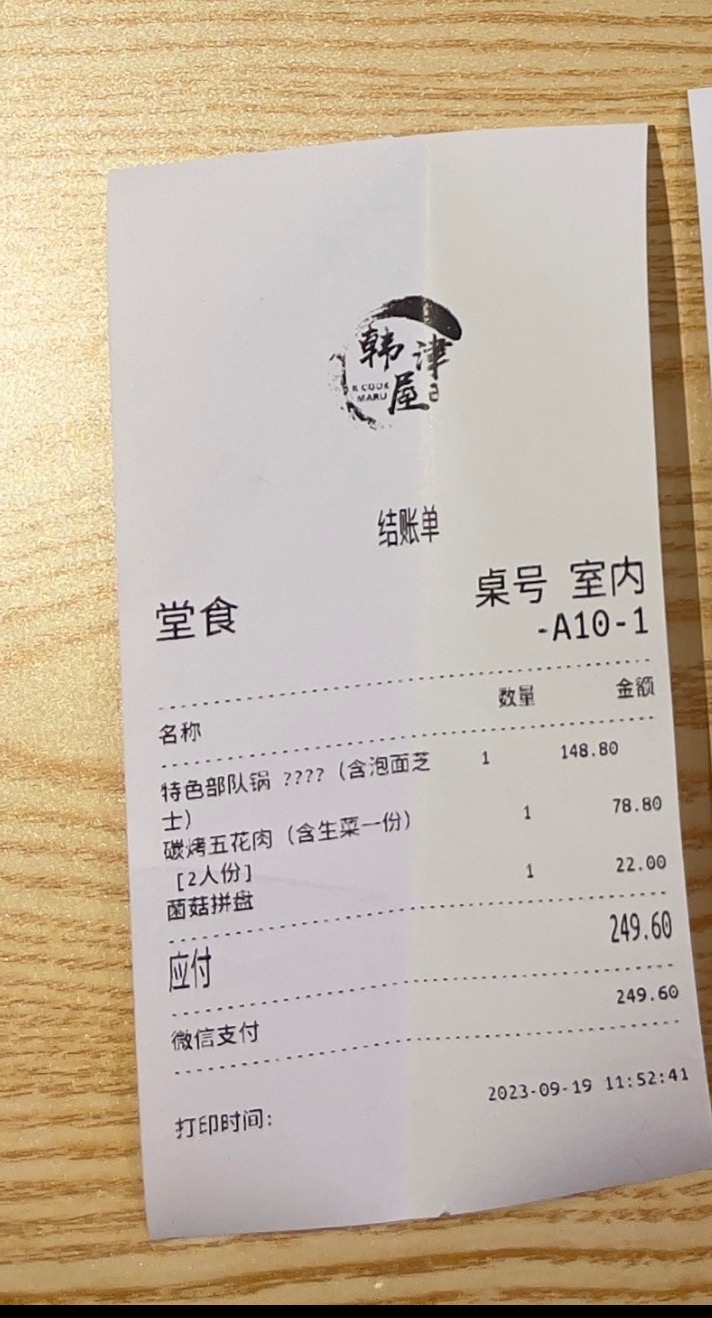 韩津
屋
K COOK
MARU
结账单
堂食 桌号 室内
-A10-1
名称 数量 金额
特色部队锅 ????（含泡面芝 1 148.80
士）
碳烤五花肉（含生菜一份） 1 78.80
[2人份]
菌菇拼盘 1 22.00
应付 249.60
微信支付 249.60
打印时间: 2023-09-19 11:52:41